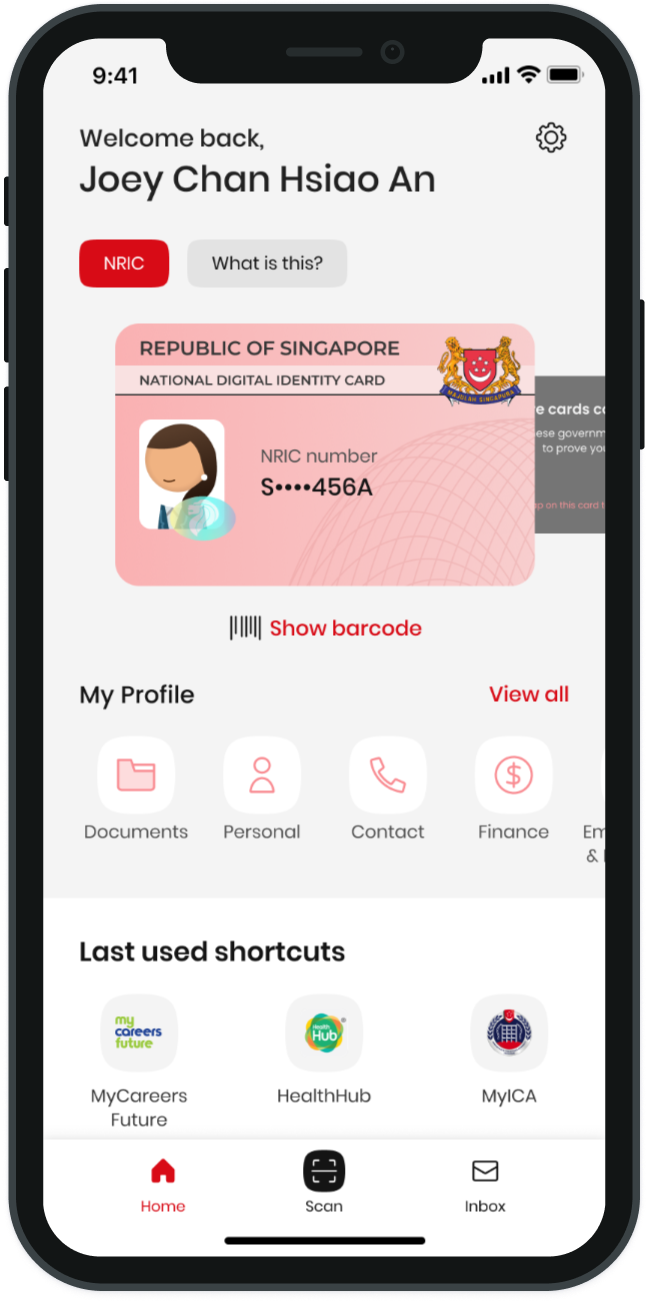 9:41
Welcome back,
Joey Chan Hsiao An
NRIC
What is this?
REPUBLIC OF SINGAPORE
NATIONAL DIGITAL IDENTITY CARD
MAJULAH SINGAPURA
NRIC number
S••••456A
e cards co
ese governm
to prove you
p on this card t
Show barcode
My Profile
View all
Documents
Personal
Contact
Finance
Em
& 
my
careers
future
Health
Hub
MyCareers
Future
HealthHub
MyICA
Last used shortcuts
Home
Scan
Inbox